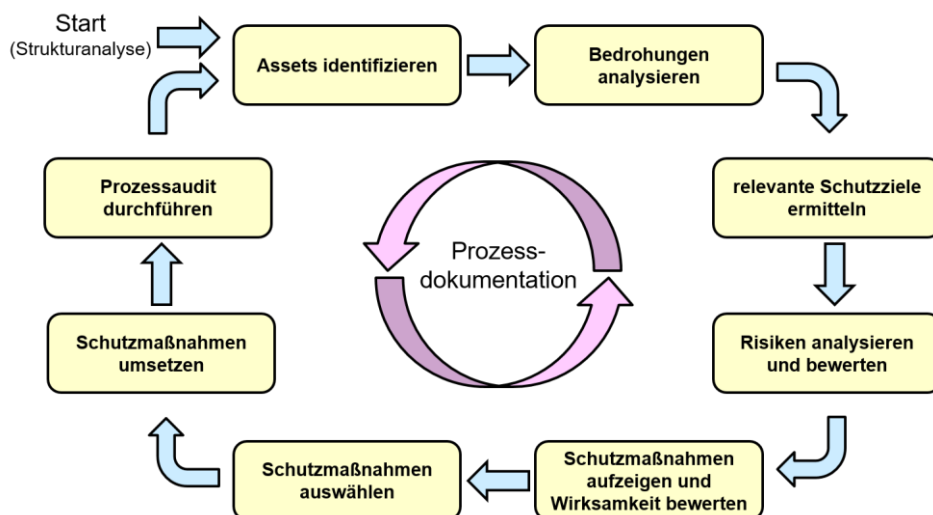 Start
(Strukturanalyse)
Assets identifizieren
Bedrohungen
analysieren
relevante Schutzziele
ermitteln
Risiken analysieren
und bewerten
Schutzmaßnahmen
aufzeigen und
Wirksamkeit bewerten
Schutzmaßnahmen
auswählen
Schutzmaßnahmen
umsetzen
Prozessaudit
durchführen
Prozess-
dokumentation